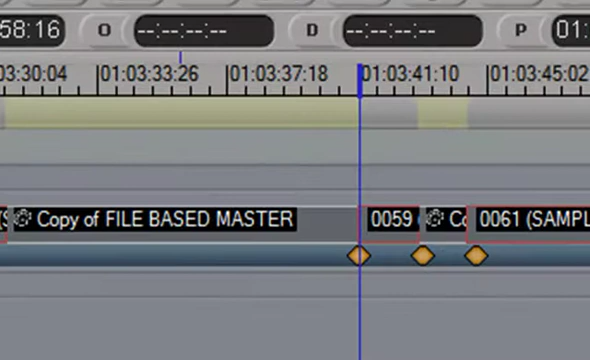 58:16 O --:--:--:-- D --:--:--:-- P 01:
03:30:04 01:03:33:26 01:03:37:18 01:03:41:10 01:03:45:02
Copy of FILE BASED MASTER 0059 Co 0061 (SAMPL